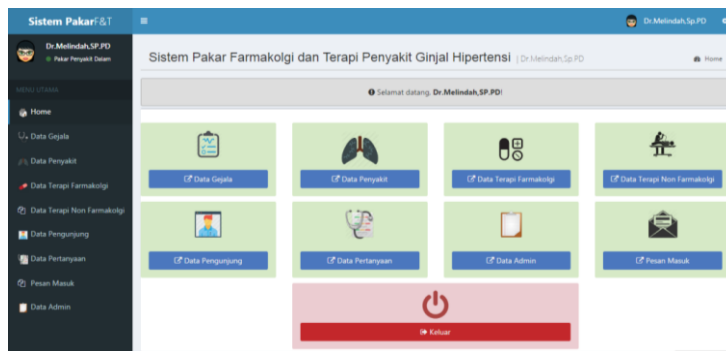 Sistem PakarF&T
Dr.Melindah,Sp.PD
Dr.Melindah,SP.PD
Pakar Penyakit Dalam
MENU UTAMA
Home
Data Gejala
Data Penyakit
Data Terapi Farmakolgi
Data Terapi Non Farmakolgi
Data Pengunjung
Data Pertanyaan
Pesan Masuk
Data Admin
Sistem Pakar Farmakolgi dan Terapi Penyakit Ginjal Hipertensi | Dr.Melindah,Sp.PD
Home
Selamat datang, Dr.Melindah,SP.PD!
Data Gejala
Data Penyakit
Data Terapi Farmakolgi
Data Terapi Non Farmakolgi
Data Pengunjung
Data Pertanyaan
Data Admin
Pesan Masuk
Keluar